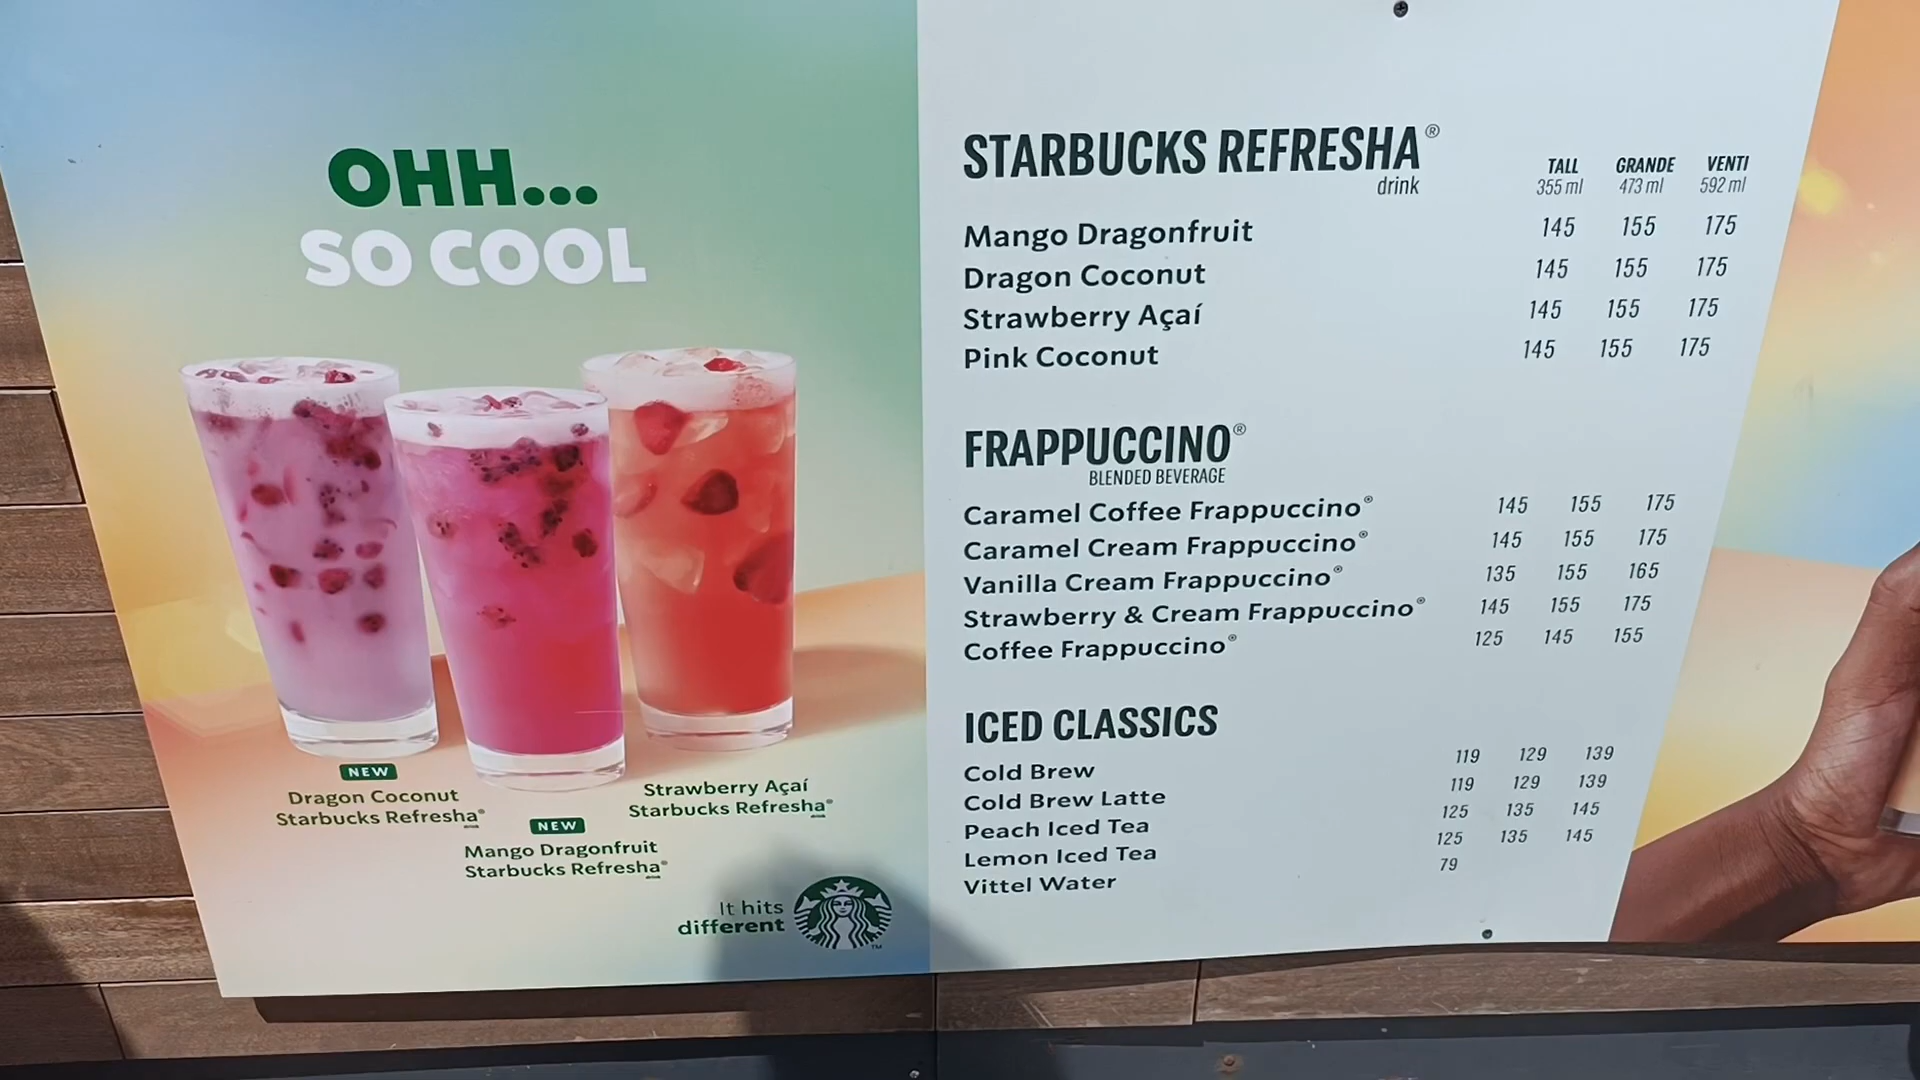 OHH...
SO COOL
NEW
Dragon Coconut
Starbucks Refresha®
NEW
Mango Dragonfruit
Starbucks Refresha®
Strawberry Açaí
Starbucks Refresha®
It hits
different
TM
STARBUCKS REFRESHA®
drink
TALL GRANDE VENTI
355 ml 473 ml 592 ml
Mango Dragonfruit 145 155 175
Dragon Coconut 145 155 175
Strawberry Açaí 145 155 175
Pink Coconut 145 155 175
FRAPPUCCINO®
BLENDED BEVERAGE
Caramel Coffee Frappuccino® 145 155 175
Caramel Cream Frappuccino® 145 155 175
Vanilla Cream Frappuccino® 135 155 165
Strawberry & Cream Frappuccino® 145 155 175
Coffee Frappuccino® 125 145 155
ICED CLASSICS
Cold Brew 119 129 139
Cold Brew Latte 119 129 139
Peach Iced Tea 125 135 145
Lemon Iced Tea 125 135 145
Vittel Water 79